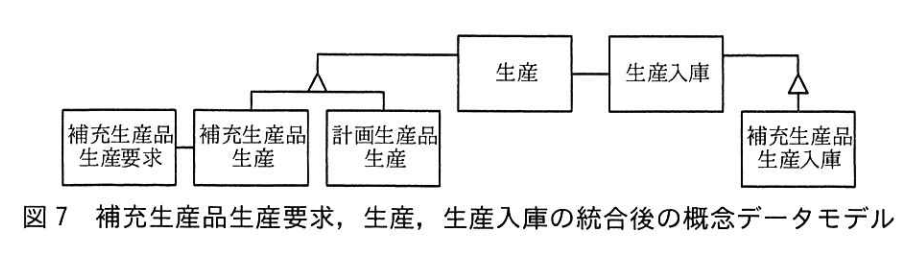 生産
生産入庫
補充生産品
生産要求
補充生産品
生産
計画生産品
生産
補充生産品
生産入庫
図7 補充生産品生産要求，生産，生産入庫の統合後の概念データモデル